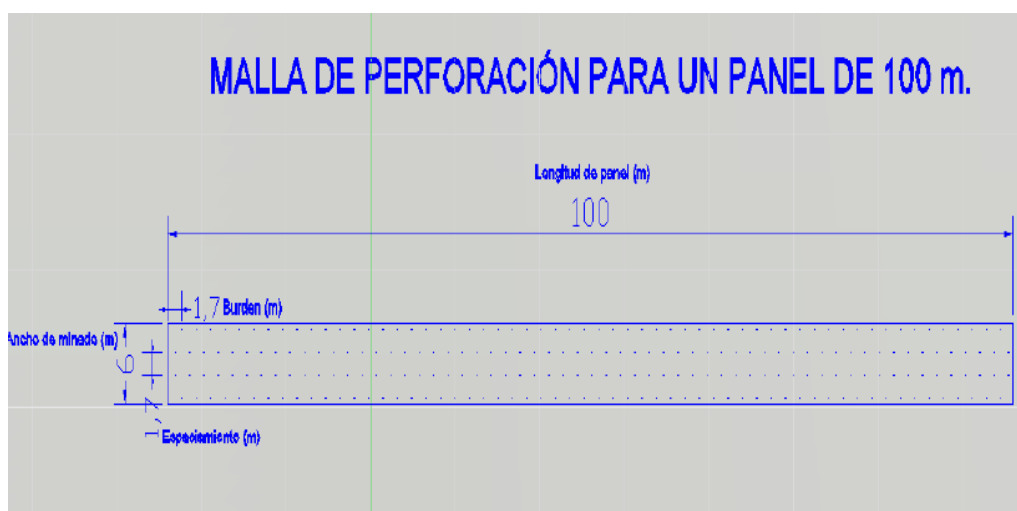 MALLA DE PERFORACIÓN PARA UN PANEL DE 100 m.
Longitud de panel (m)
100
1,7 Burden (m)
Ancho de minado (m)
6
1,7
Espaciamiento (m)